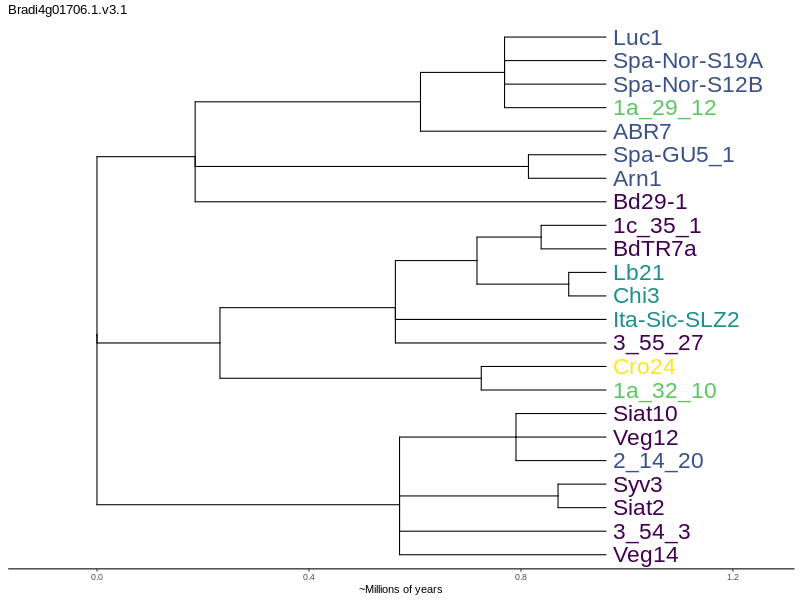 Bradi4g01706.1.v3.1
Luc1
Spa-Nor-S19A
Spa-Nor-S12B
1a_29_12
ABR7
Spa-GU5_1
Arn1
Bd29-1
1c_35_1
BdTR7a
Lb21
Chi3
Ita-Sic-SLZ2
3_55_27
Cro24
1a_32_10
Siat10
Veg12
2_14_20
Syv3
Siat2
3_54_3
Veg14
0.0 0.4 0.8 1.2
~Millions of years